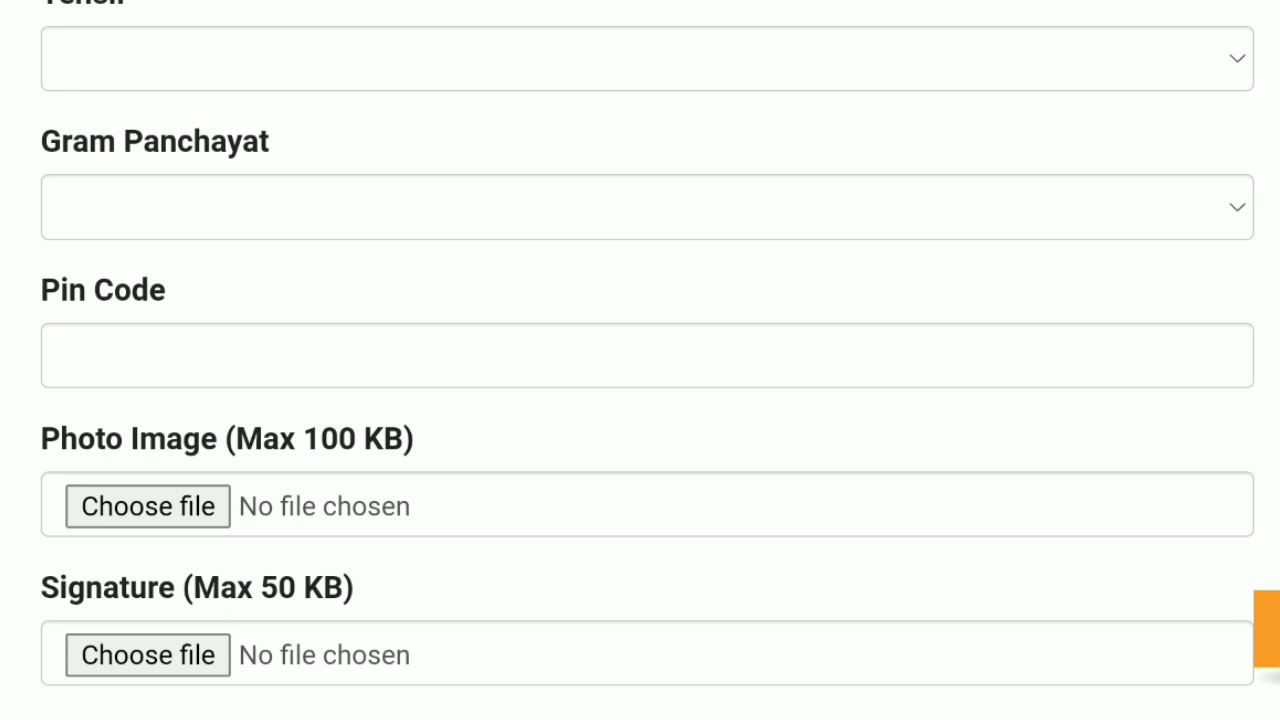 Gram Panchayat
Pin Code
Photo Image (Max 100 KB)
Choose file No file chosen
Signature (Max 50 KB)
Choose file No file chosen